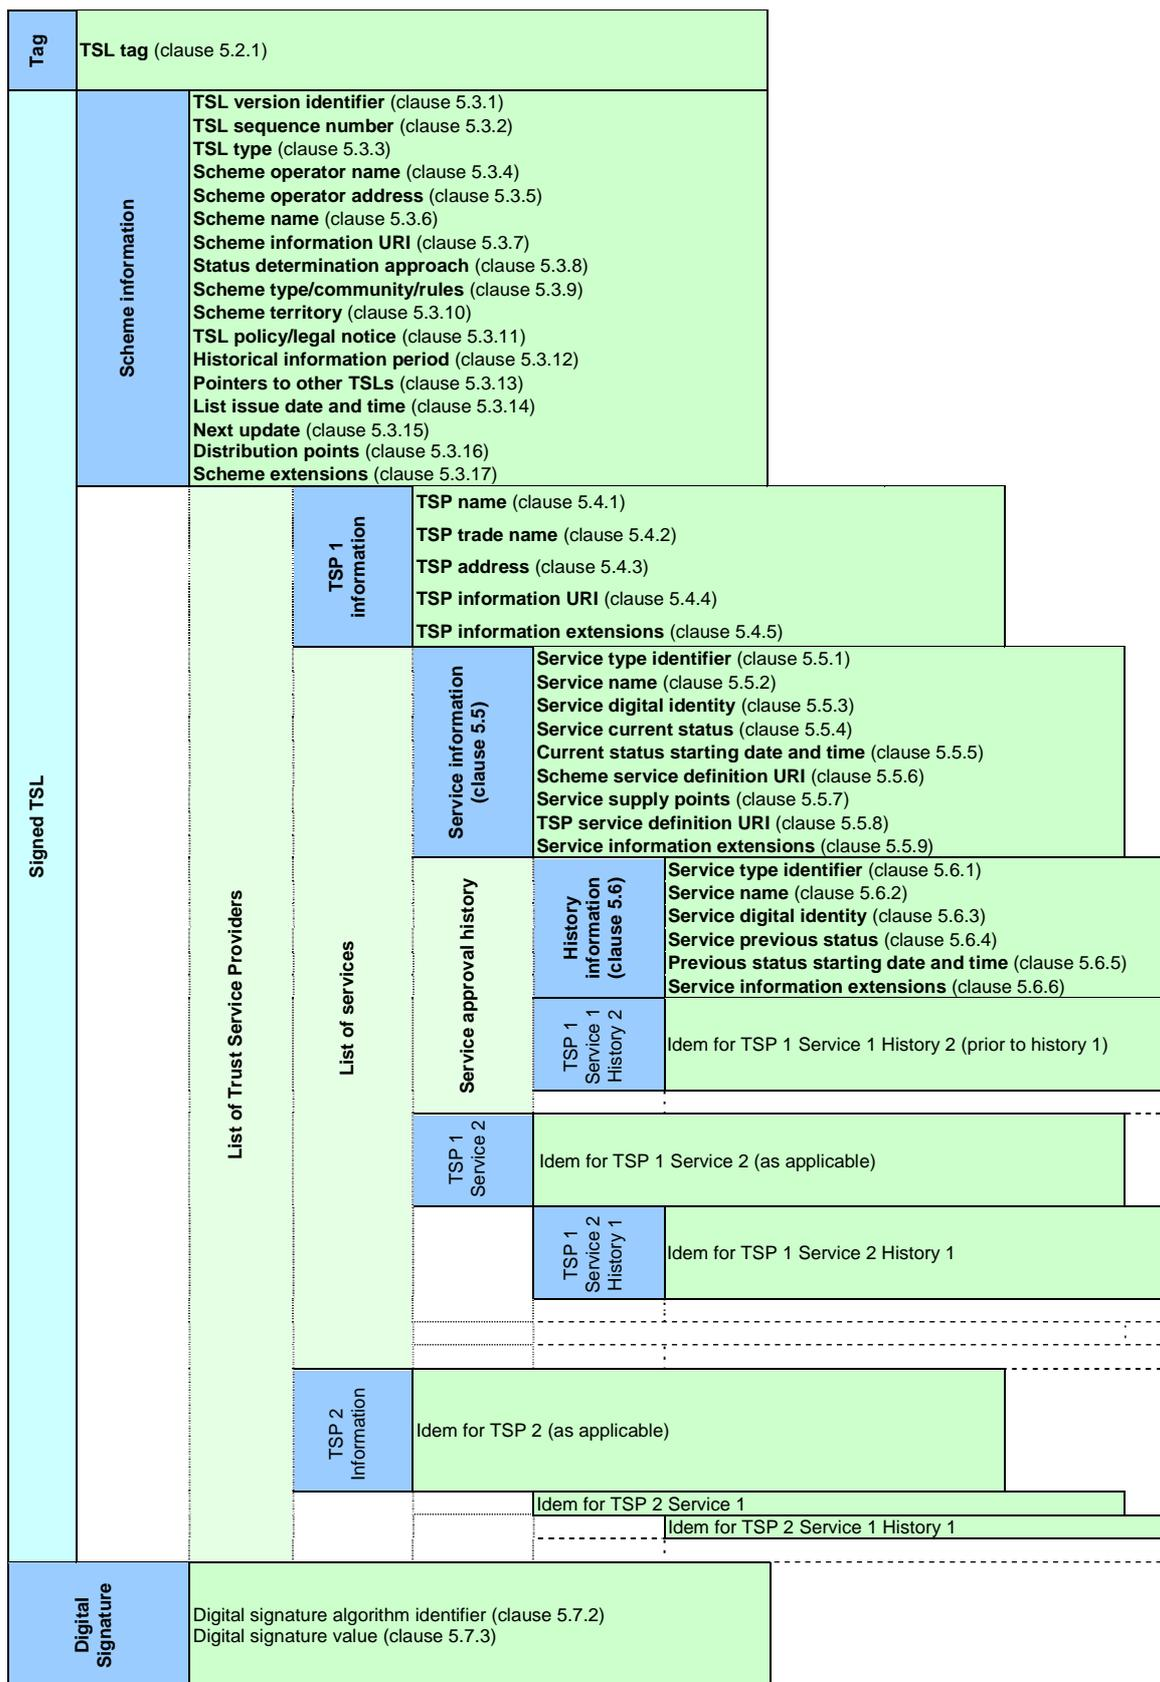 Tag
TSL tag (clause 5.2.1)
Signed TSL
Scheme information
TSL version identifier (clause 5.3.1)
TSL sequence number (clause 5.3.2)
TSL type (clause 5.3.3)
Scheme operator name (clause 5.3.4)
Scheme operator address (clause 5.3.5)
Scheme name (clause 5.3.6)
Scheme information URI (clause 5.3.7)
Status determination approach (clause 5.3.8)
Scheme type/community/rules (clause 5.3.9)
Scheme territory (clause 5.3.10)
TSL policy/legal notice (clause 5.3.11)
Historical information period (clause 5.3.12)
Pointers to other TSLs (clause 5.3.13)
List issue date and time (clause 5.3.14)
Next update (clause 5.3.15)
Distribution points (clause 5.3.16)
Scheme extensions (clause 5.3.17)
List of Trust Service Providers
TSP 1
information
TSP name (clause 5.4.1)
TSP trade name (clause 5.4.2)
TSP address (clause 5.4.3)
TSP information URI (clause 5.4.4)
TSP information extensions (clause 5.4.5)
List of services
Service information
(clause 5.5)
Service type identifier (clause 5.5.1)
Service name (clause 5.5.2)
Service digital identity (clause 5.5.3)
Service current status (clause 5.5.4)
Current status starting date and time (clause 5.5.5)
Scheme service definition URI (clause 5.5.6)
Service supply points (clause 5.5.7)
TSP service definition URI (clause 5.5.8)
Service information extensions (clause 5.5.9)
Service approval history
History
information
(clause 5.6)
Service type identifier (clause 5.6.1)
Service name (clause 5.6.2)
Service digital identity (clause 5.6.3)
Service previous status (clause 5.6.4)
Previous status starting date and time (clause 5.6.5)
Service information extensions (clause 5.6.6)
TSP 1
Service 1
History 2
Idem for TSP 1 Service 1 History 2 (prior to history 1)
TSP 1
Service 2
Idem for TSP 1 Service 2 (as applicable)
TSP 1
Service 2
History 1
Idem for TSP 1 Service 2 History 1
TSP 2
Information
Idem for TSP 2 (as applicable)
Idem for TSP 2 Service 1
Idem for TSP 2 Service 1 History 1
Digital
Signature
Digital signature algorithm identifier (clause 5.7.2)
Digital signature value (clause 5.7.3)